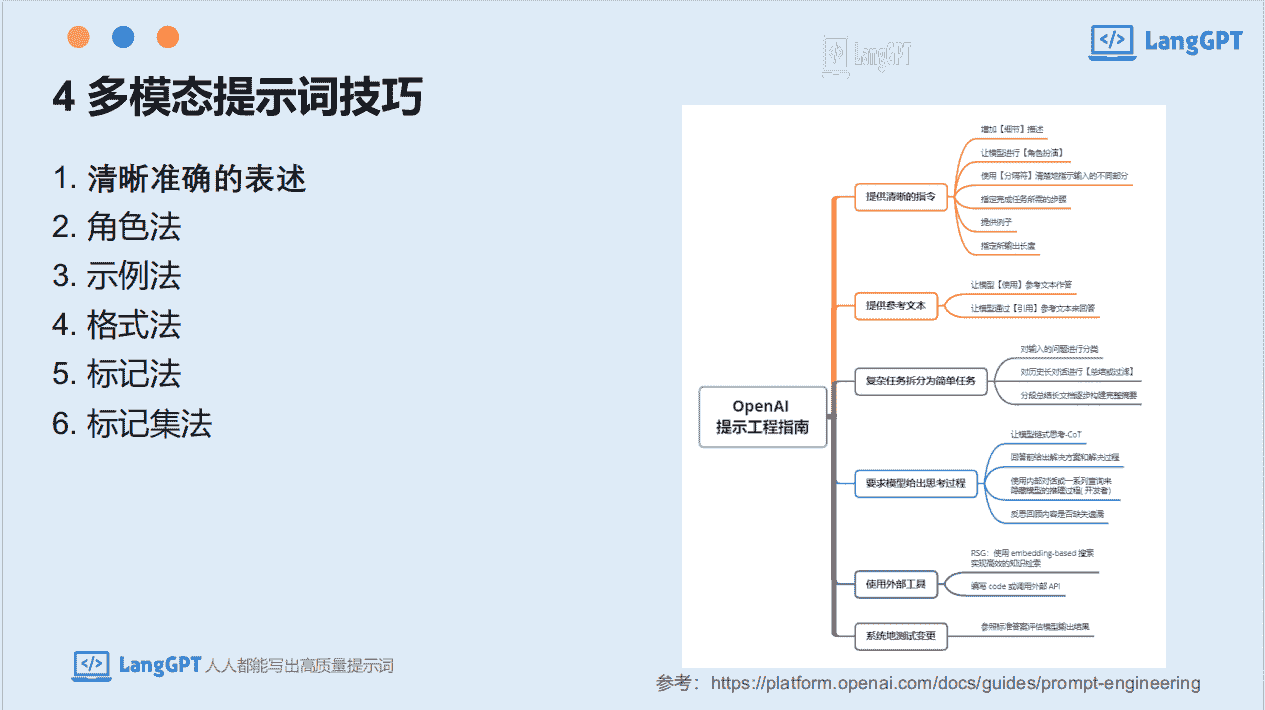 LangGPT
LangGPT
4 多模态提示词技巧
1. 清晰准确的表述
2. 角色法
3. 示例法
4. 格式法
5. 标记法
6. 标记集法
OpenAI
提示工程指南
提供清晰的指令
增加【细节】描述
让模型进行【角色扮演】
使用【分隔符】清楚地指示输入的不同部分
指定完成任务所需的步骤
提供例子
指定所输出长度
提供参考文本
让模型【使用】参考文本作答
让模型通过【引用】参考文本来回答
复杂任务拆分为简单任务
对输入的问题进行分类
对历史长对话进行【总结或过滤】
分段总结长文档逐步构建完整摘要
要求模型给出思考过程
让模型链式思考-CoT
回答前给出解决方案和解决过程
使用内部对话或一系列查询来
隐藏模型的推理过程( 开发者)
反思回顾内容是否缺失遗漏
使用外部工具
RSG：使用 embedding-based 搜索
实现高效的知识检索
编写 code 或调用外部 API
系统地测试变更
参照标准答案评估模型输出结果
LangGPT 人人都能写出高质量提示词
参考：https://platform.openai.com/docs/guides/prompt-engineering